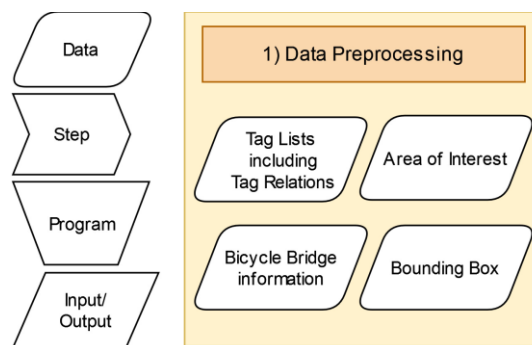 Data
Step
Program
Input/
Output
1) Data Preprocessing
Tag Lists
including
Tag Relations
Area of Interest
Bicycle Bridge
information
Bounding Box